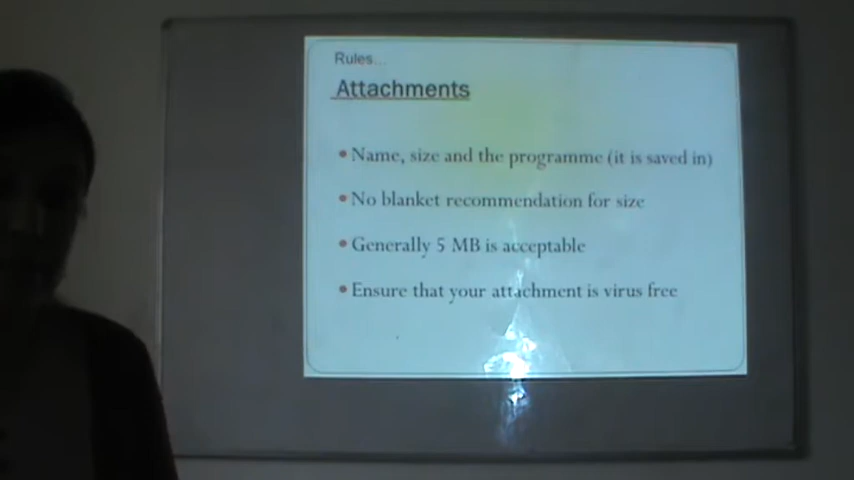 Rules...
Attachments
• Name, size and the programme (it is saved in)
• No blanket recommendation for size
• Generally 5 MB is acceptable
• Ensure that your attachment is virus free